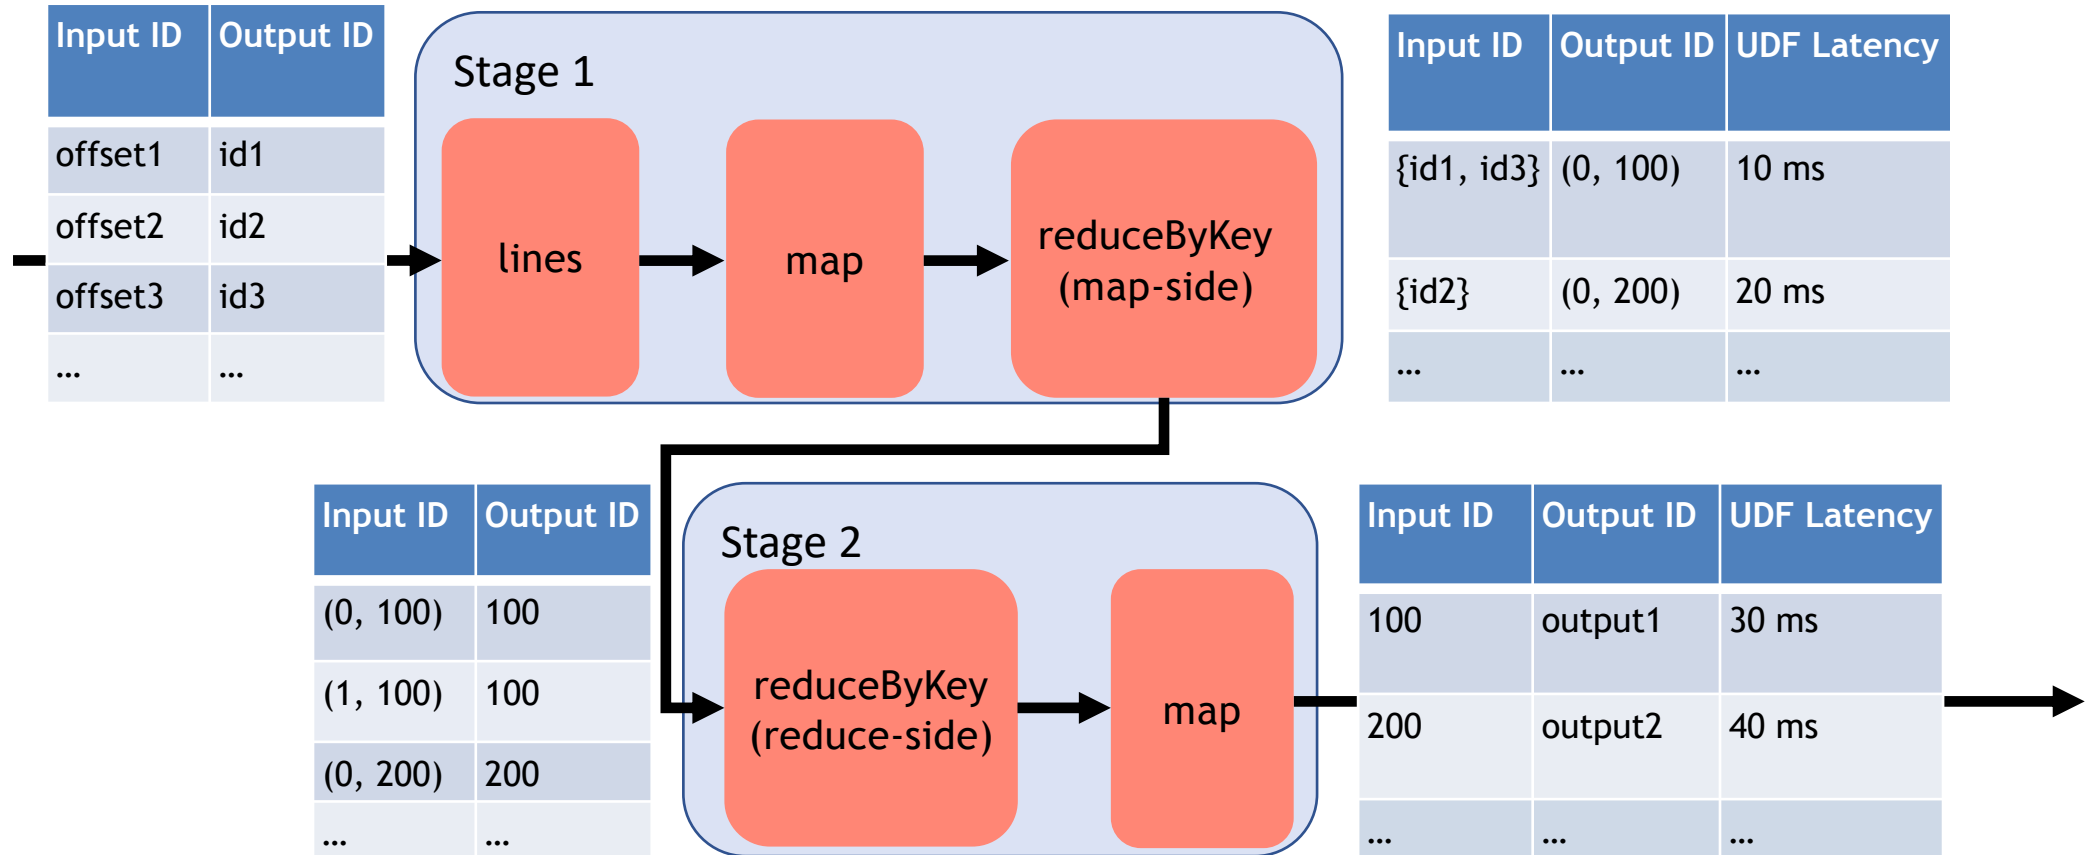 Input ID Output ID
offset1 id1
offset2 id2
offset3 id3
... ...
Stage 1
lines
map
reduceByKey
(map-side)
Input ID Output ID UDF Latency
{id1, id3} (0, 100) 10 ms
{id2} (0, 200) 20 ms
... ... ...
Input ID Output ID
(0, 100) 100
(1, 100) 100
(0, 200) 200
... ...
Stage 2
reduceByKey
(reduce-side)
map
Input ID Output ID UDF Latency
100 output1 30 ms
200 output2 40 ms
... ... ...